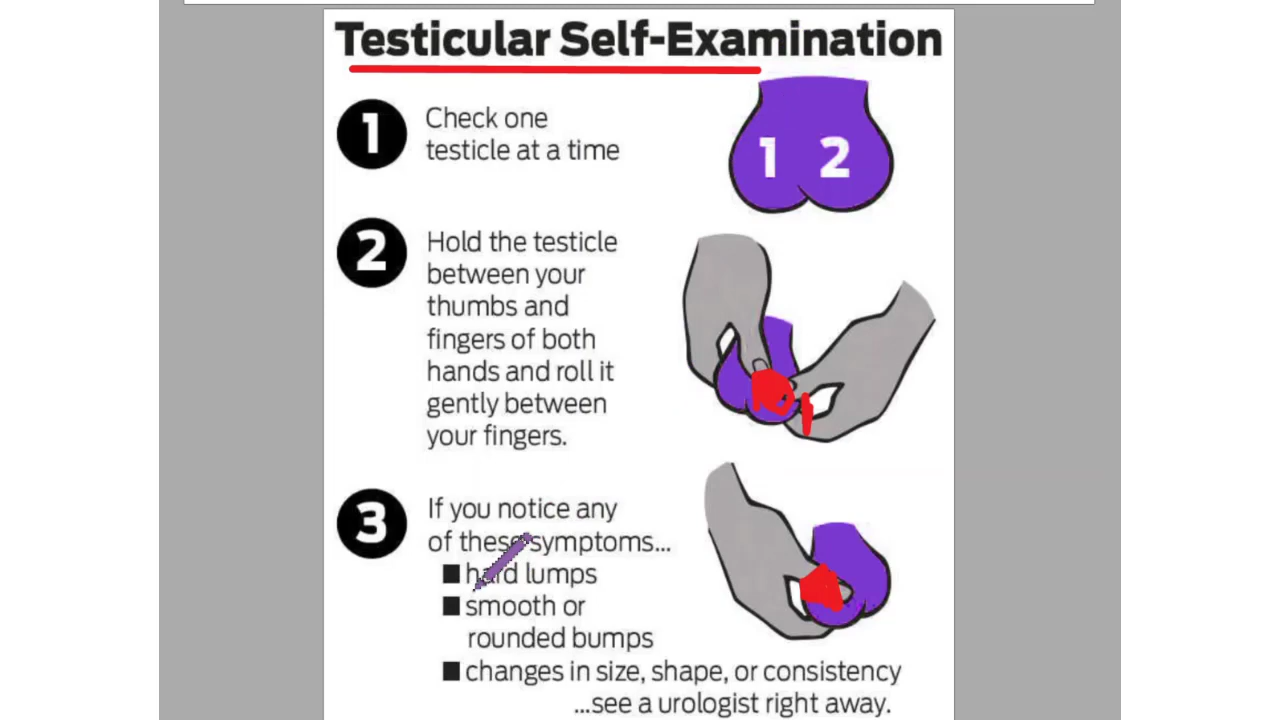 Testicular Self-Examination
1
Check one
testicle at a time
1 2
2
Hold the testicle
between your
thumbs and
fingers of both
hands and roll it
gently between
your fingers.
3
If you notice any
of these symptoms...
hard lumps
smooth or
rounded bumps
changes in size, shape, or consistency
...see a urologist right away.